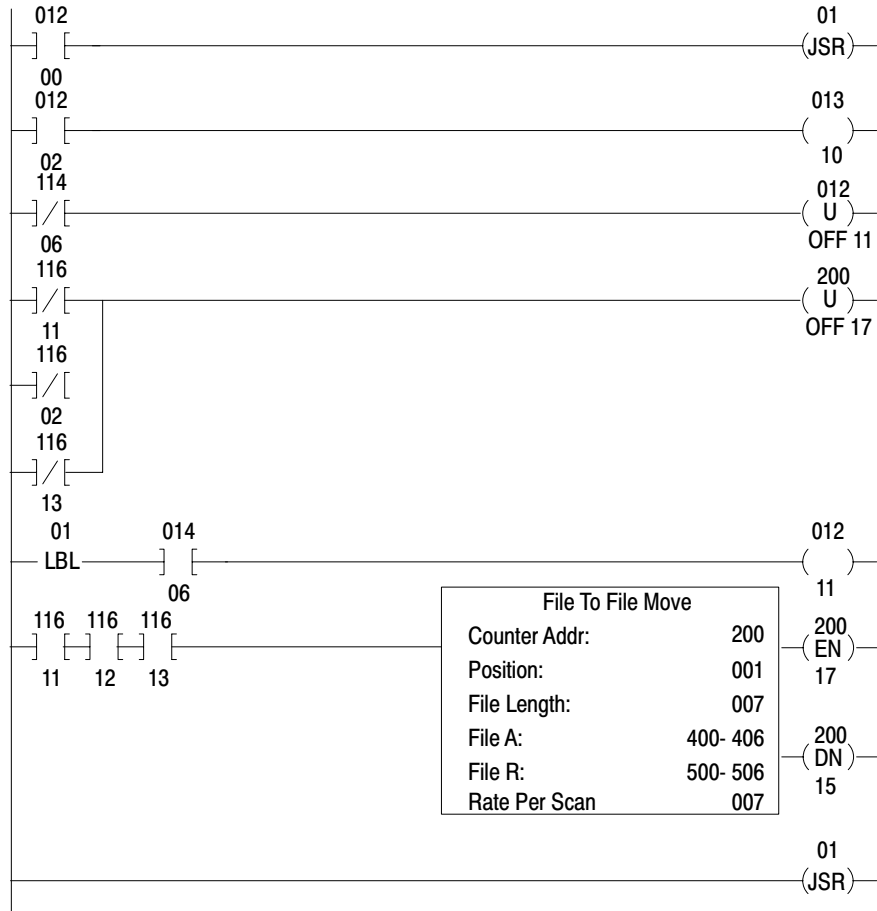 012 01
] [ (JSR)
00
012 013
] [ ( )
02 10
114 012
]/[ ( U )
06 OFF 11
116 200
]/[ ( U )
11 OFF 17
116
]/[
02
116
]/[
13
01 014 012
LBL ] [ ( )
06 11
File To File Move
116 116 116 Counter Addr: 200 200
] [ ] [ ] [ (EN)
11 12 13 Position: 001 17
File Length: 007
File A: 400- 406 200
(DN)
File R: 500- 506 15
Rate Per Scan 007
01
(JSR)